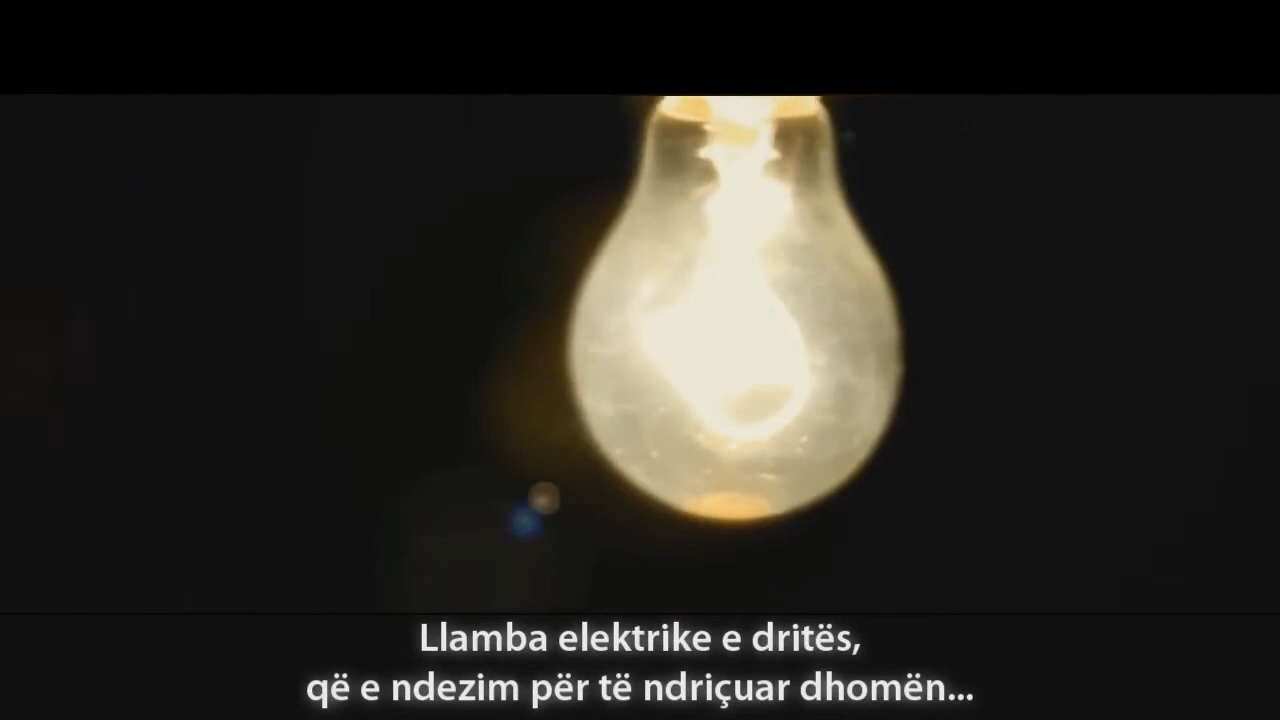 Llamba elektrike e dritës,
që e ndezim për të ndriçuar dhomën...